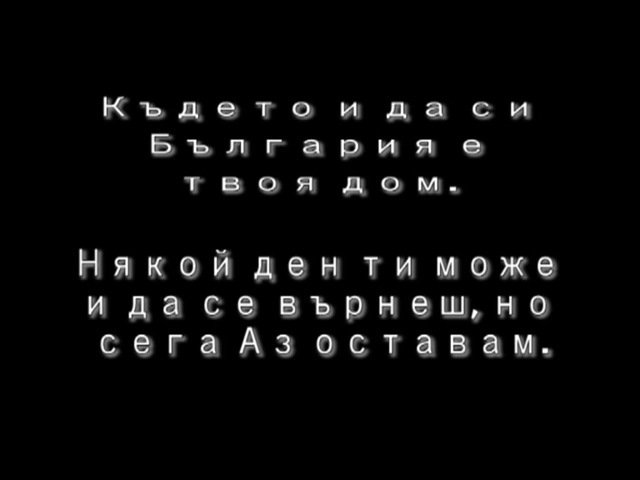 Където и да си
България е
твоя дом.
Някой ден ти може
и да се върнеш, но
сега Аз оставам.